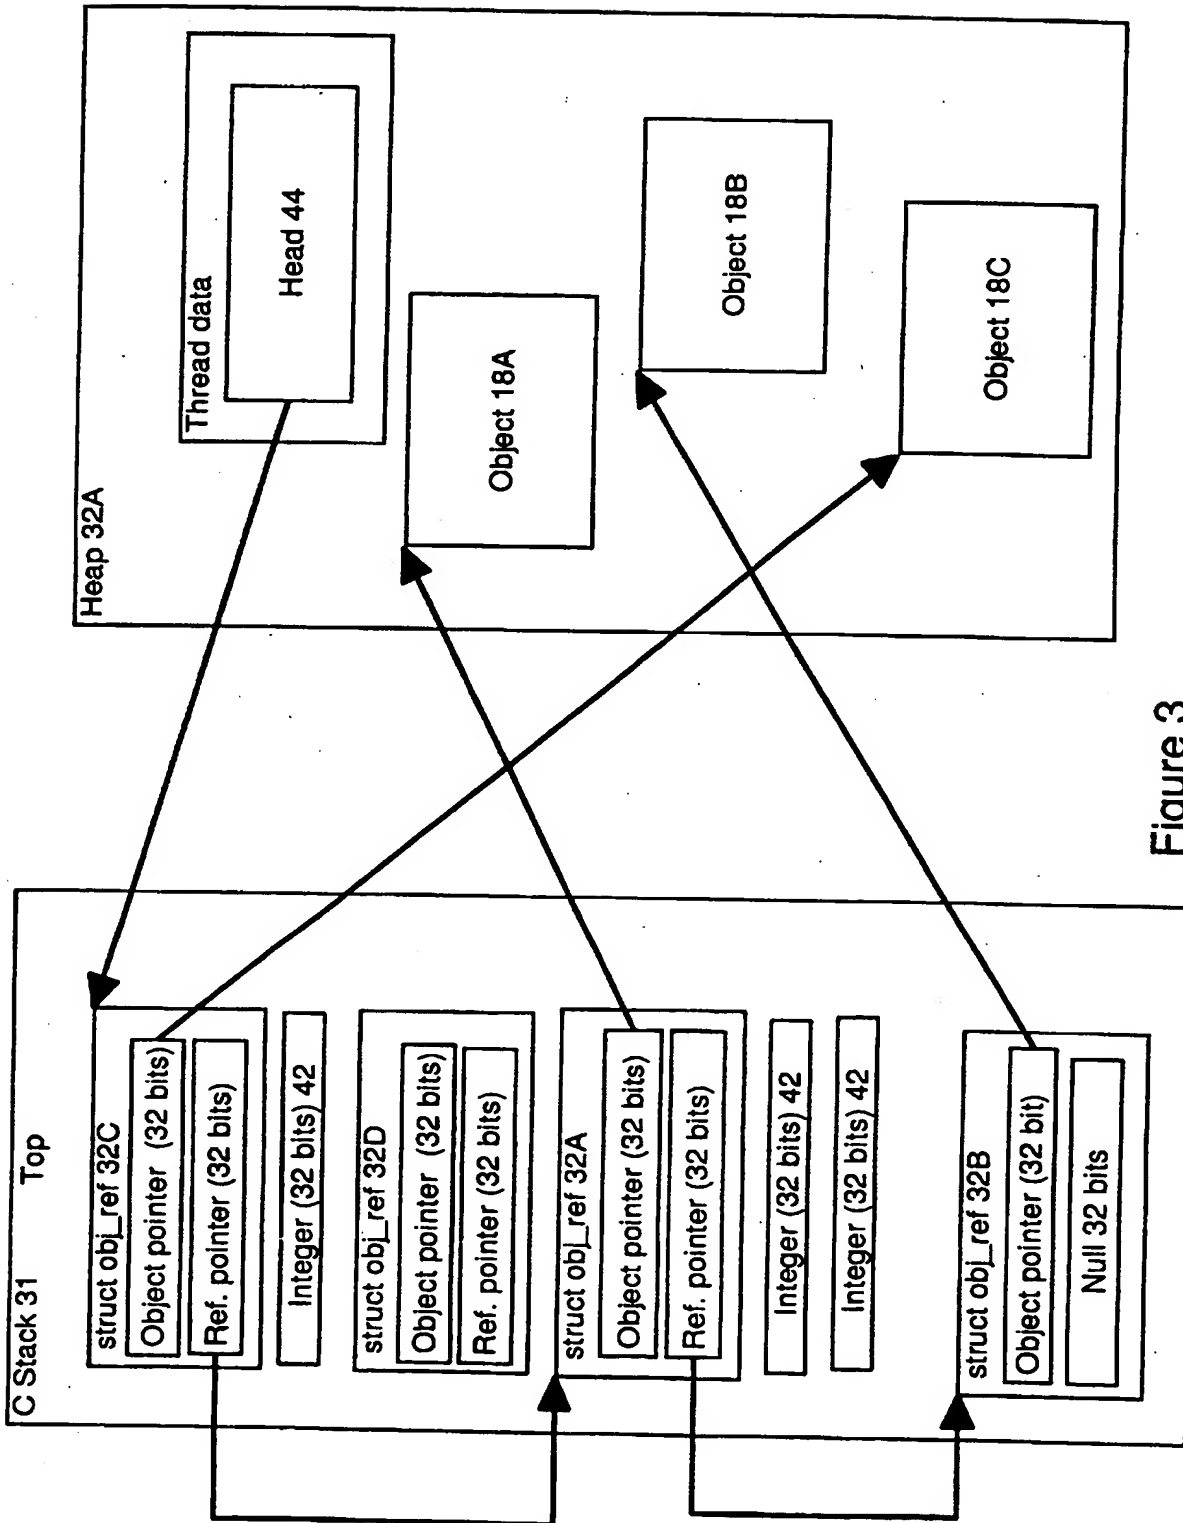 C Stack 31
Top
struct obj_ref 32C
Object pointer (32 bits)
Ref. pointer (32 bits)
Integer (32 bits) 42
struct obj_ref 32D
Object pointer (32 bits)
Ref. pointer (32 bits)
struct obj_ref 32A
Object pointer (32 bits)
Ref. pointer (32 bits)
Integer (32 bits) 42
Integer (32 bits) 42
struct obj_ref 32B
Object pointer (32 bit)
Null 32 bits
Heap 32A
Thread data
Head 44
Object 18A
Object 18B
Object 18C
Figure 3